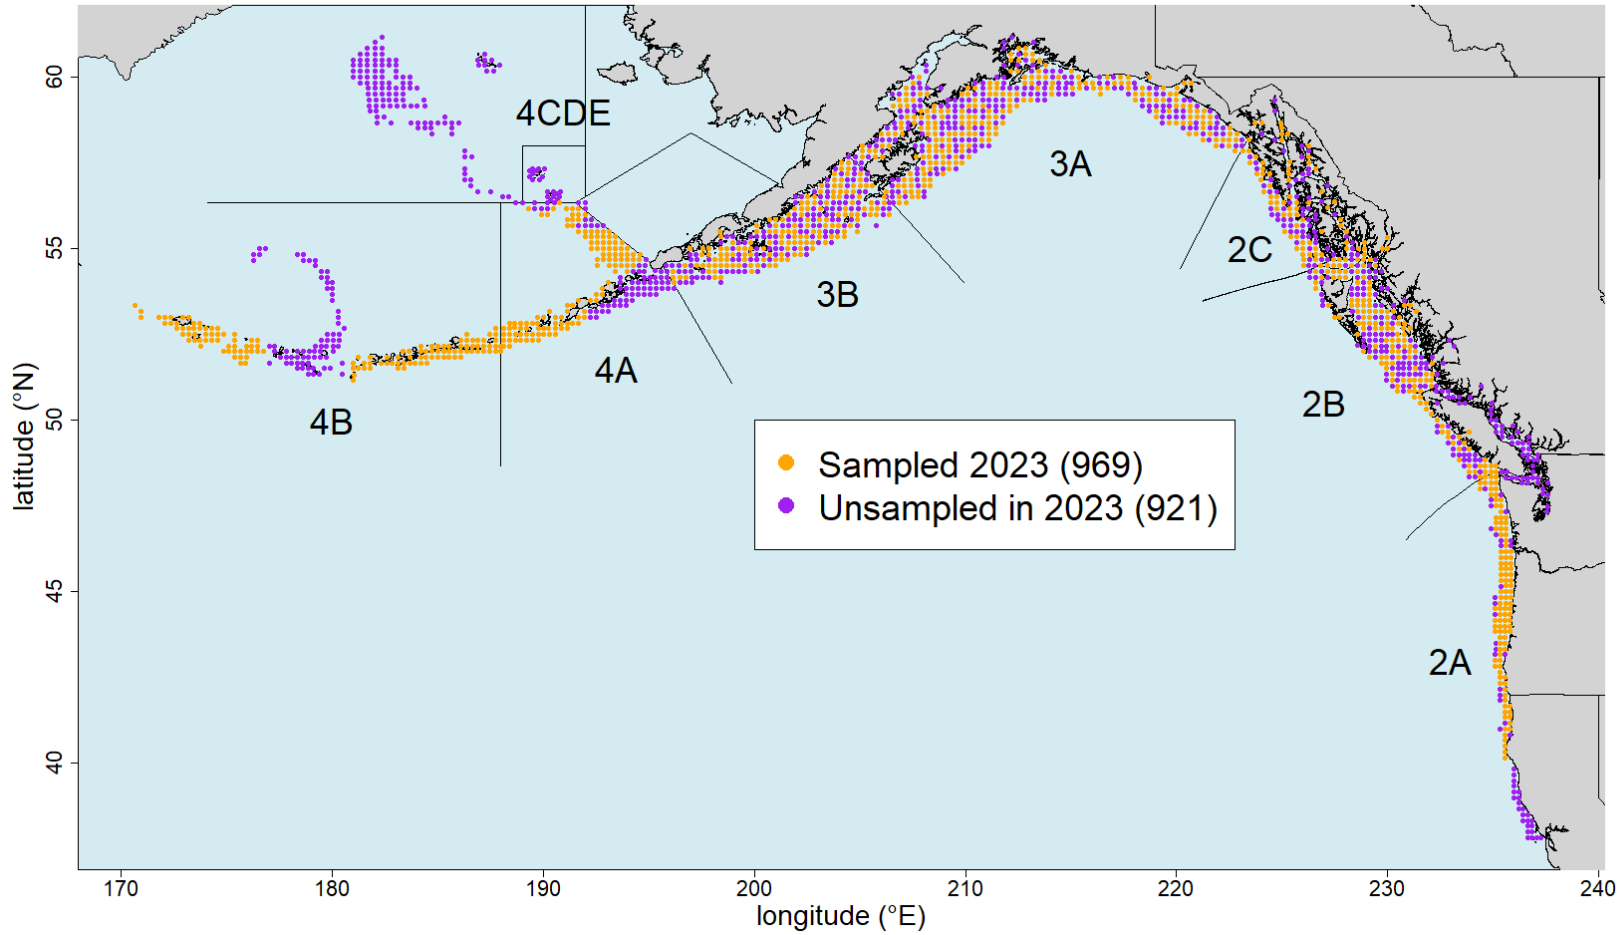 60
55
50
45
40
latitude (°N)
4CDE
3A
2C
3B
4A
4B
2B
2A
Sampled 2023 (969)
Unsampled in 2023 (921)
170
180
190
200
210
220
230
240
longitude (°E)